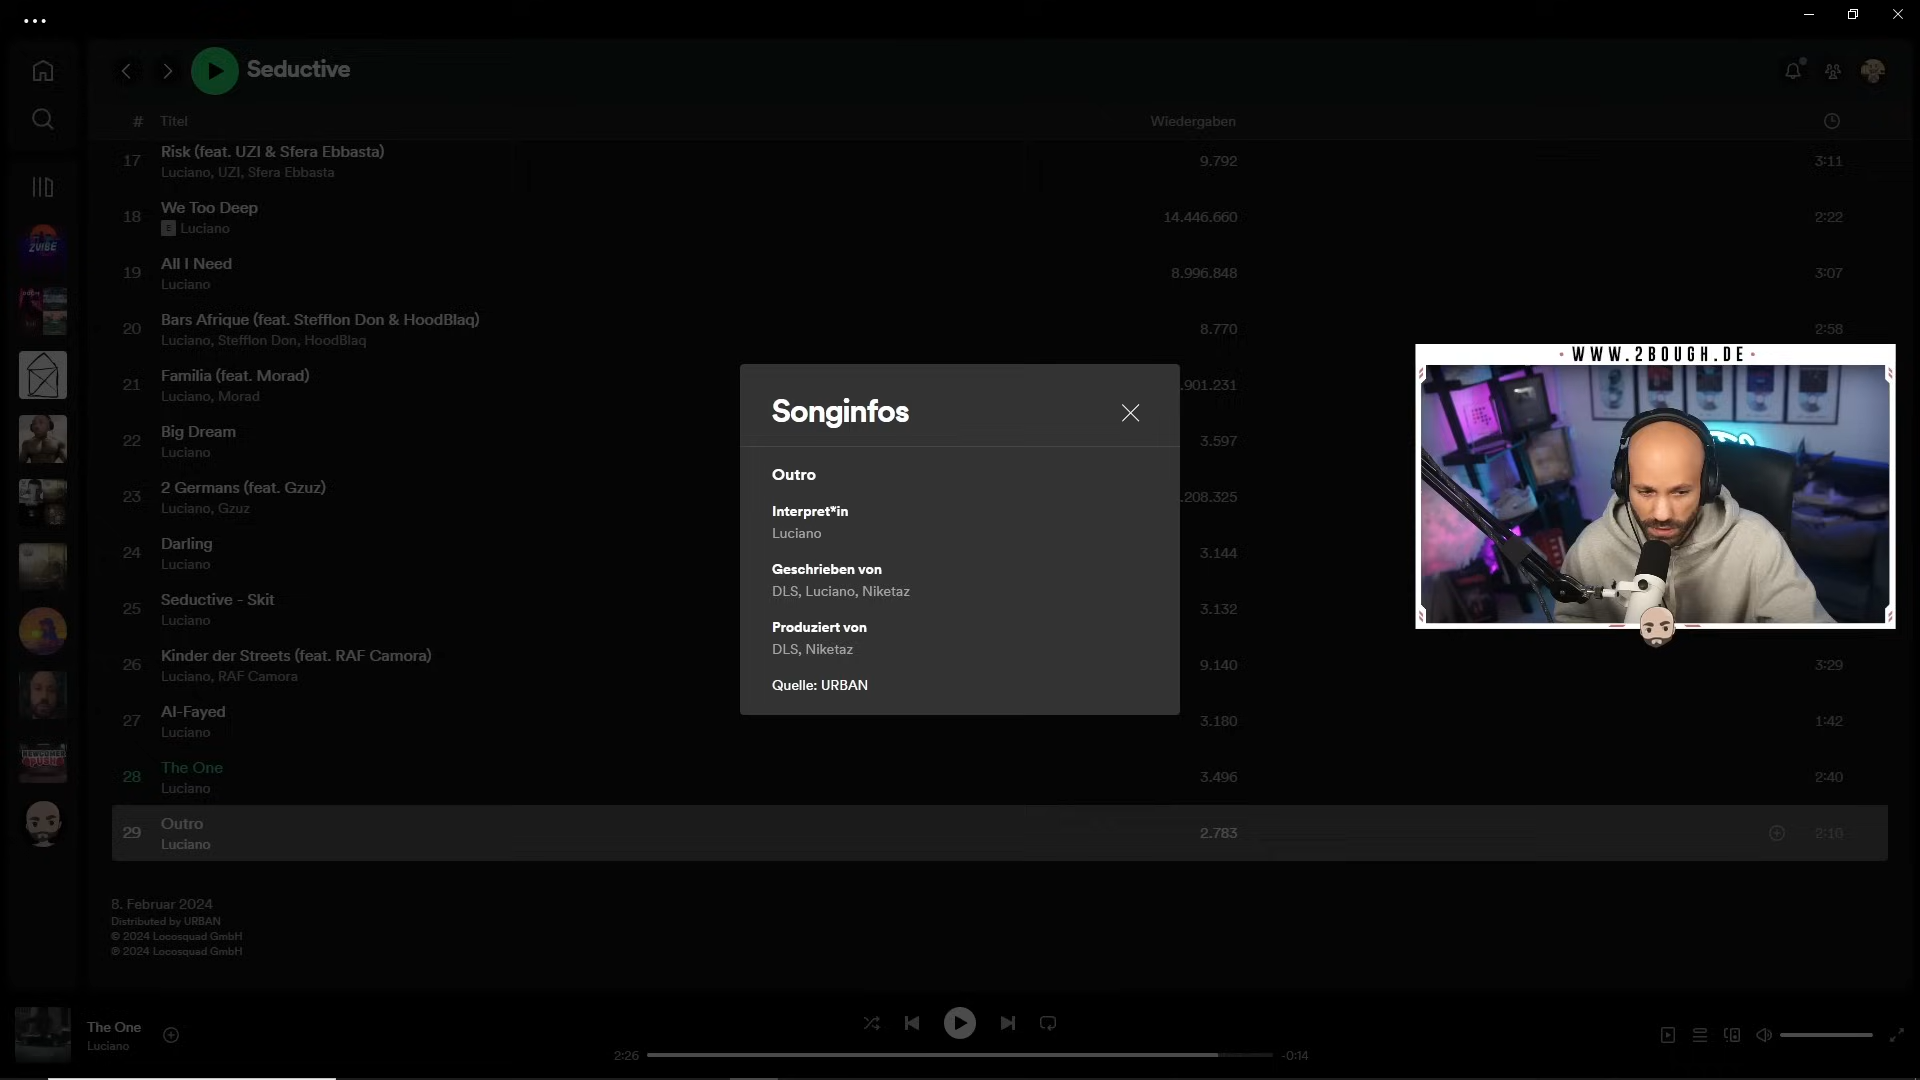 Seductive
# Titel Wiedergaben
17 Risk (feat. UZI & Sfera Ebbasta) 9.792 3:11
Luciano, UZI, Sfera Ebbasta
18 We Too Deep 14.446.660 2:22
E Luciano
19 All I Need 8.996.848 3:07
Luciano
20 Bars Afrique (feat. Stefflon Don & HoodBlaq) 8.770 2:58
Luciano, Stefflon Don, HoodBlaq
21 Familia (feat. Morad) .901.231
Luciano, Morad
22 Big Dream 3.597
Luciano
23 2 Germans (feat. Gzuz) .208.325
Luciano, Gzuz
24 Darling 3.144
Luciano
25 Seductive - Skit 3.132
Luciano
26 Kinder der Streets (feat. RAF Camora) 9.140 3:29
Luciano, RAF Camora
27 Al-Fayed 3.180 1:42
Luciano
28 The One 3.496 2:40
Luciano
29 Outro 2.783 2:10
Luciano
8. Februar 2024
Distributed by URBAN
© 2024 Locosquad GmbH
℗ 2024 Locosquad GmbH
Songinfos
Outro
Interpret*in
Luciano
Geschrieben von
DLS, Luciano, Niketaz
Produziert von
DLS, Niketaz
Quelle: URBAN
WWW.2BOUGH.DE
ZVIBE
The One
Luciano
2:26 -0:14